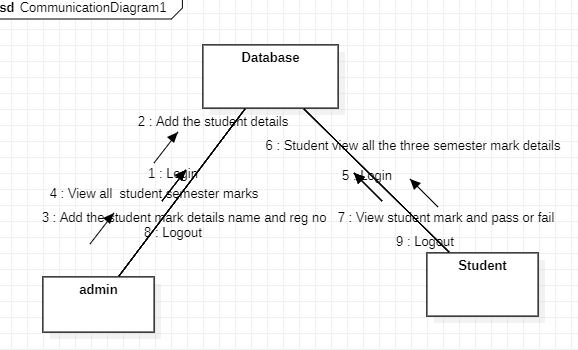 sd CommunicationDiagram1
Database
2 : Add the student details
6 : Student view all the three semester mark details
1 : Login
5 : Login
4 : View all student semester marks
3 : Add the student mark details name and reg no
7 : View student mark and pass or fail
8 : Logout
9 : Logout
Student
admin